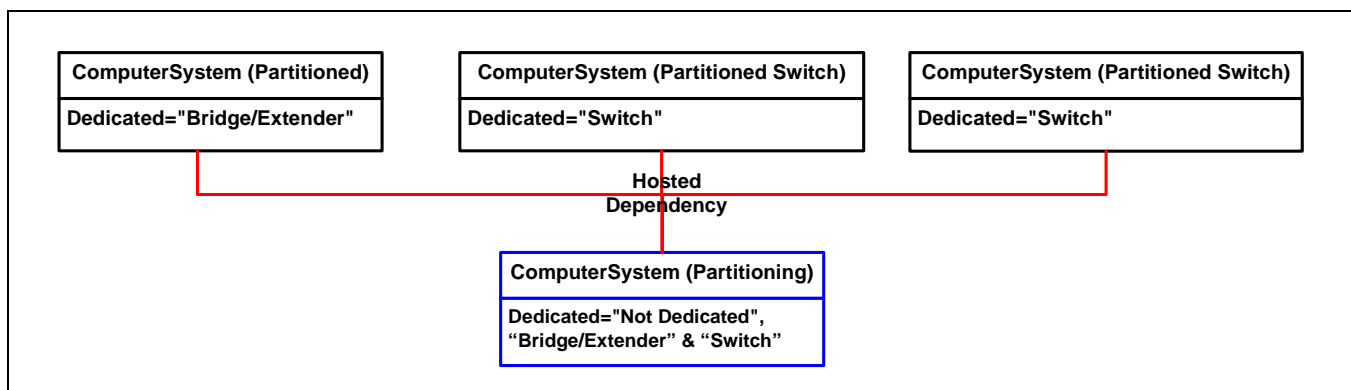 ComputerSystem (Partitioned)
Dedicated="Bridge/Extender"
ComputerSystem (Partitioned Switch)
Dedicated="Switch"
ComputerSystem (Partitioned Switch)
Dedicated="Switch"
Hosted
Dependency
ComputerSystem (Partitioning)
Dedicated="Not Dedicated",
“Bridge/Extender” & “Switch”